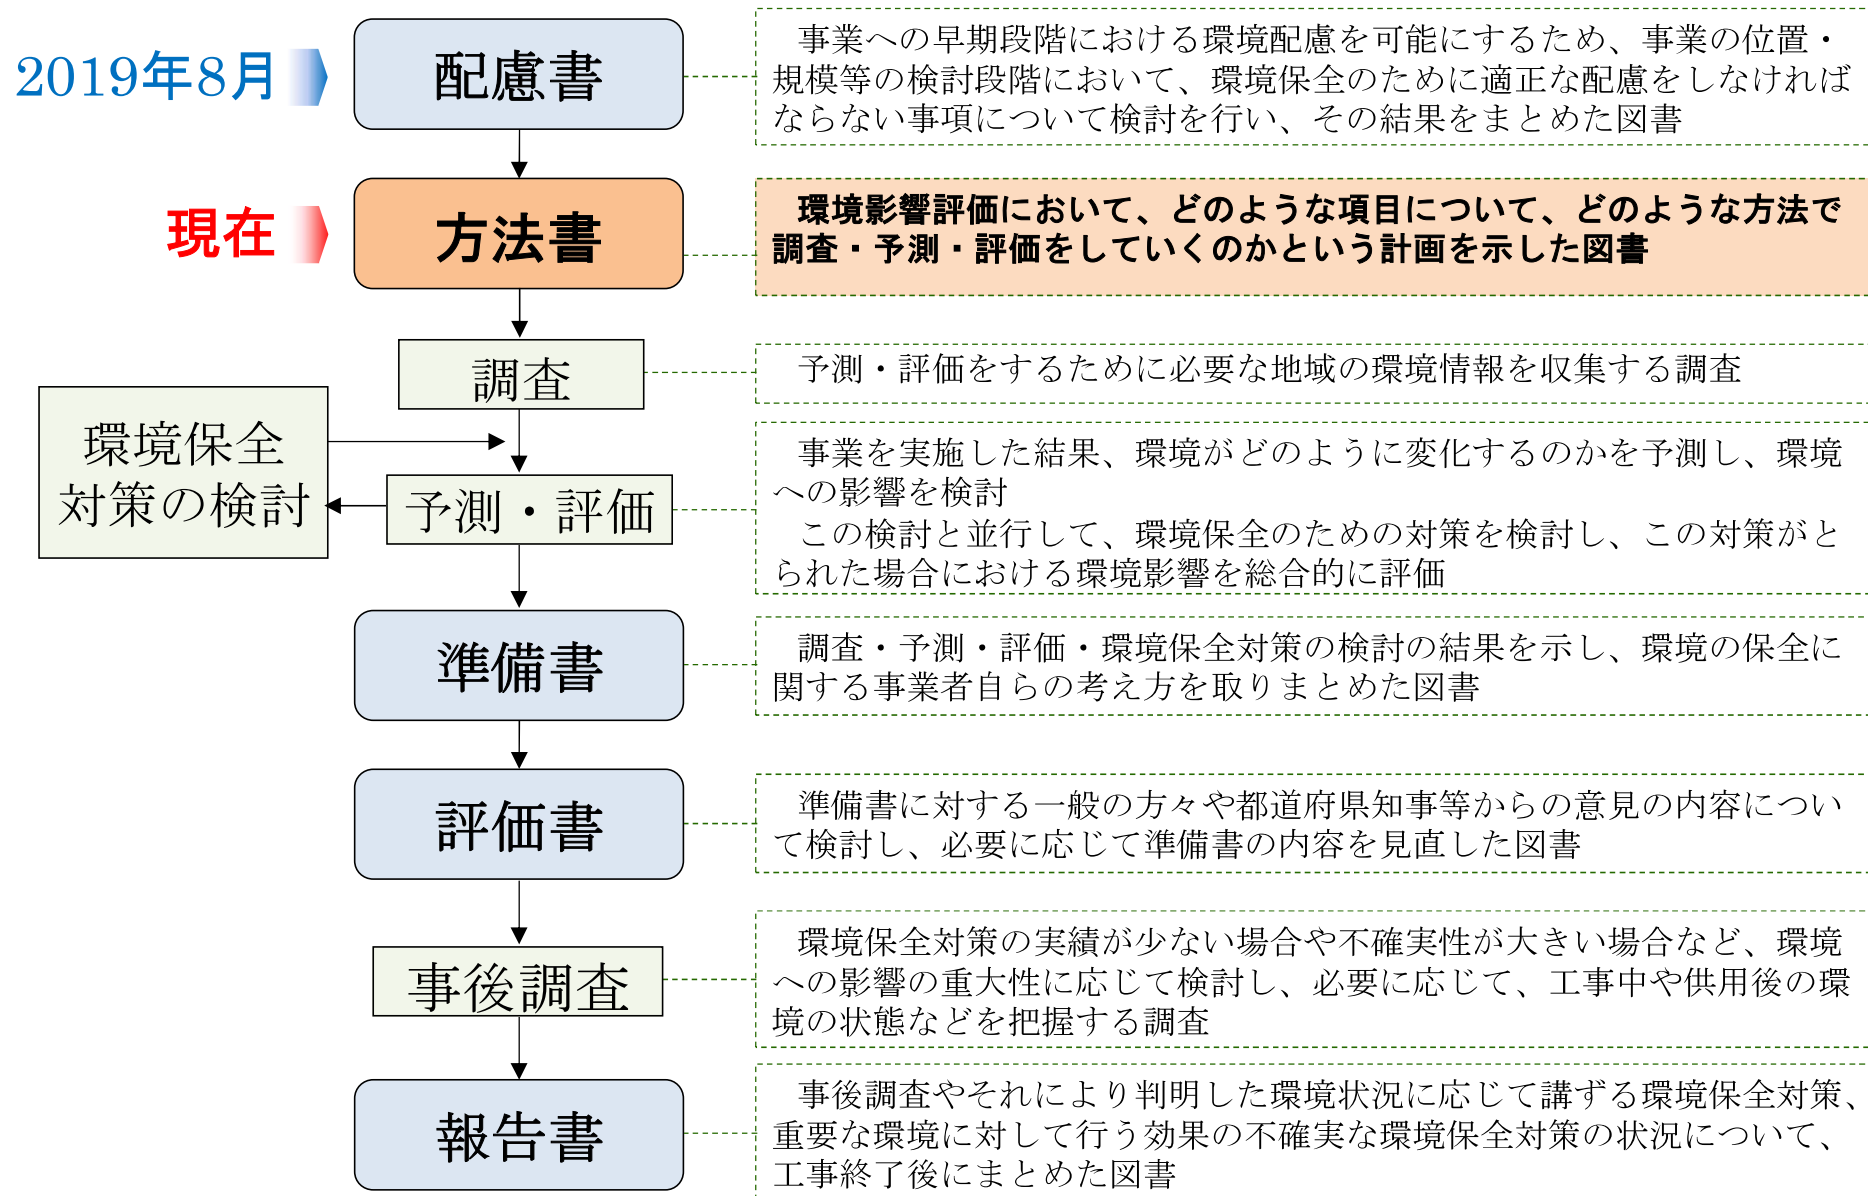 2019年8月
配慮書
事業への早期段階における環境配慮を可能にするため、事業の位置・
規模等の検討段階において、環境保全のために適正な配慮をしなければ
ならない事項について検討を行い、その結果をまとめた図書
現在
方法書
環境影響評価において、どのような項目について、どのような方法で
調査・予測・評価をしていくのかという計画を示した図書
調査
予測・評価をするために必要な地域の環境情報を収集する調査
環境保全
対策の検討
予測・評価
事業を実施した結果、環境がどのように変化するのかを予測し、環境
への影響を検討
この検討と並行して、環境保全のための対策を検討し、この対策がと
られた場合における環境影響を総合的に評価
準備書
調査・予測・評価・環境保全対策の検討の結果を示し、環境の保全に
関する事業者自らの考え方を取りまとめた図書
評価書
準備書に対する一般の方々や都道府県知事等からの意見の内容につい
て検討し、必要に応じて準備書の内容を見直した図書
事後調査
環境保全対策の実績が少ない場合や不確実性が大きい場合など、環境
への影響の重大性に応じて検討し、必要に応じて、工事中や供用後の環
境の状態などを把握する調査
報告書
事後調査やそれにより判明した環境状況に応じて講ずる環境保全対策、
重要な環境に対して行う効果の不確実な環境保全対策の状況について、
工事終了後にまとめた図書